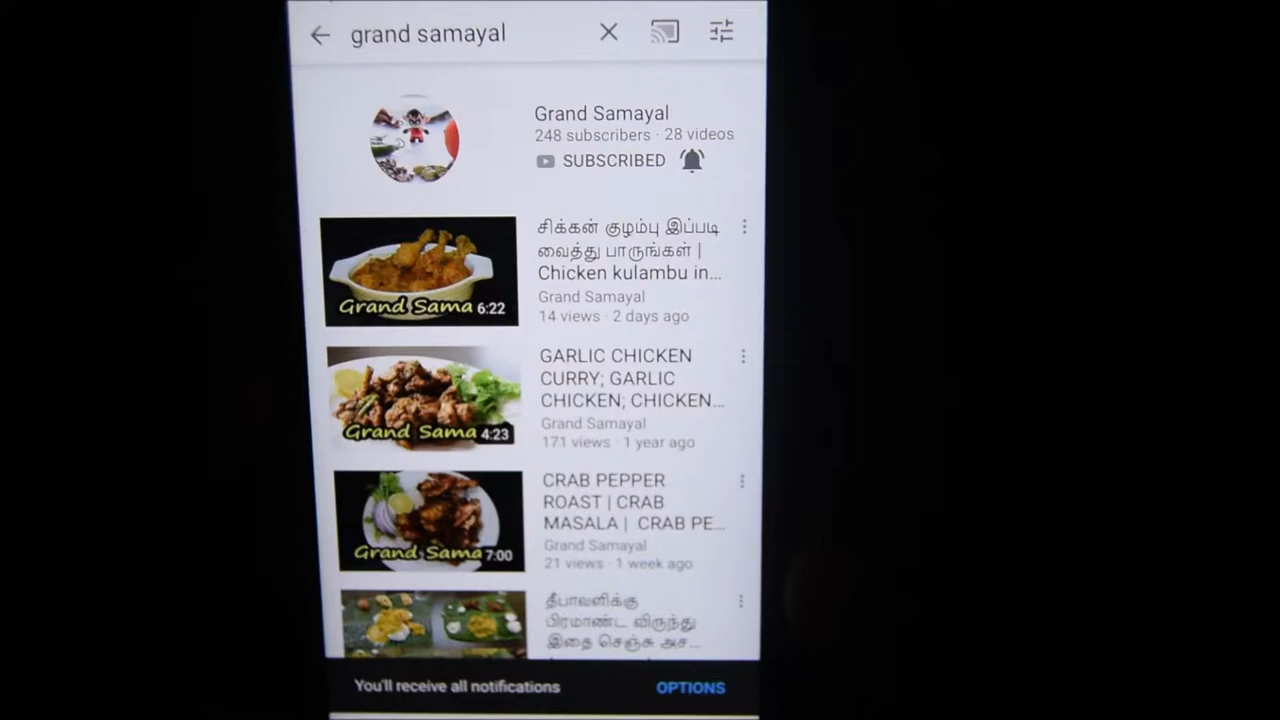 grand samayal
Grand Samayal
248 subscribers · 28 videos
SUBSCRIBED
சிக்கன் குழம்பு இப்படி
வைத்து பாருங்கள் |
Chicken kulambu in...
Grand Samayal
14 views · 2 days ago
Grand Sama 6:22
GARLIC CHICKEN
CURRY; GARLIC
CHICKEN; CHICKEN...
Grand Samayal
171 views · 1 year ago
Grand Sama 4:23
CRAB PEPPER
ROAST | CRAB
MASALA | CRAB PE...
Grand Samayal
21 views · 1 week ago
Grand Sama 7:00
தீபாவளிக்கு
பிரமாண்ட விருந்து
இதை செஞ்சு அச...
You'll receive all notifications
OPTIONS